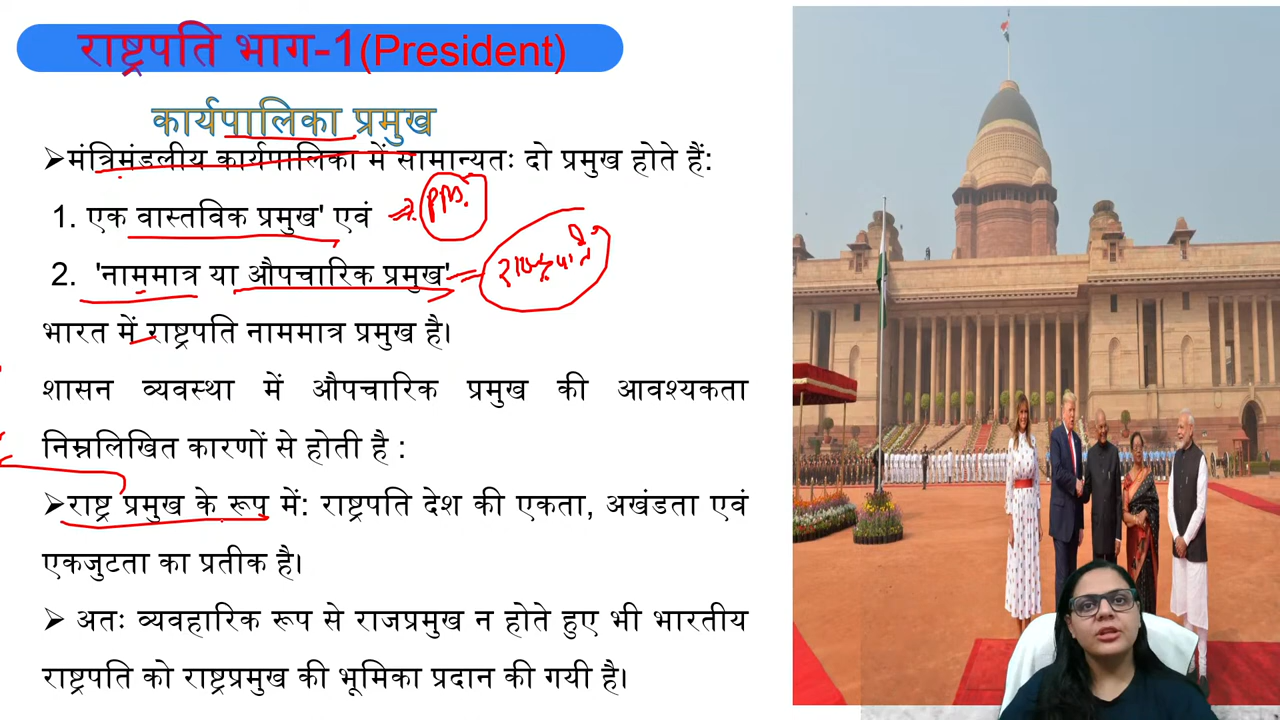 राष्ट्रपति भाग-1(President)
कार्यपालिका प्रमुख
➢मंत्रिमंडलीय कार्यपालिका में सामान्यतः दो प्रमुख होते हैं:
1. एक वास्तविक प्रमुख' एवं ⇒ PM.
2. 'नाममात्र या औपचारिक प्रमुख' = राष्ट्रपति
भारत में राष्ट्रपति नाममात्र प्रमुख है।
शासन व्यवस्था में औपचारिक प्रमुख की आवश्यकता
निम्नलिखित कारणों से होती है :
➢राष्ट्र प्रमुख के रूप में: राष्ट्रपति देश की एकता, अखंडता एवं
एकजुटता का प्रतीक है।
➢ अतः व्यवहारिक रूप से राजप्रमुख न होते हुए भी भारतीय
राष्ट्रपति को राष्ट्रप्रमुख की भूमिका प्रदान की गयी है।